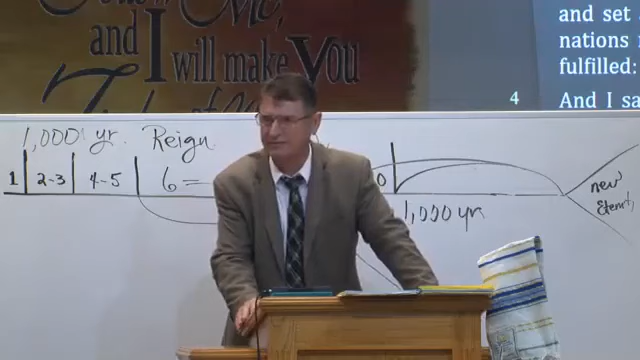 and I will make You
and set
nations
fulfilled:
4 And I sa
1,000 yr. Reign
1 2-3 4-5 6=
1,000 yr
new